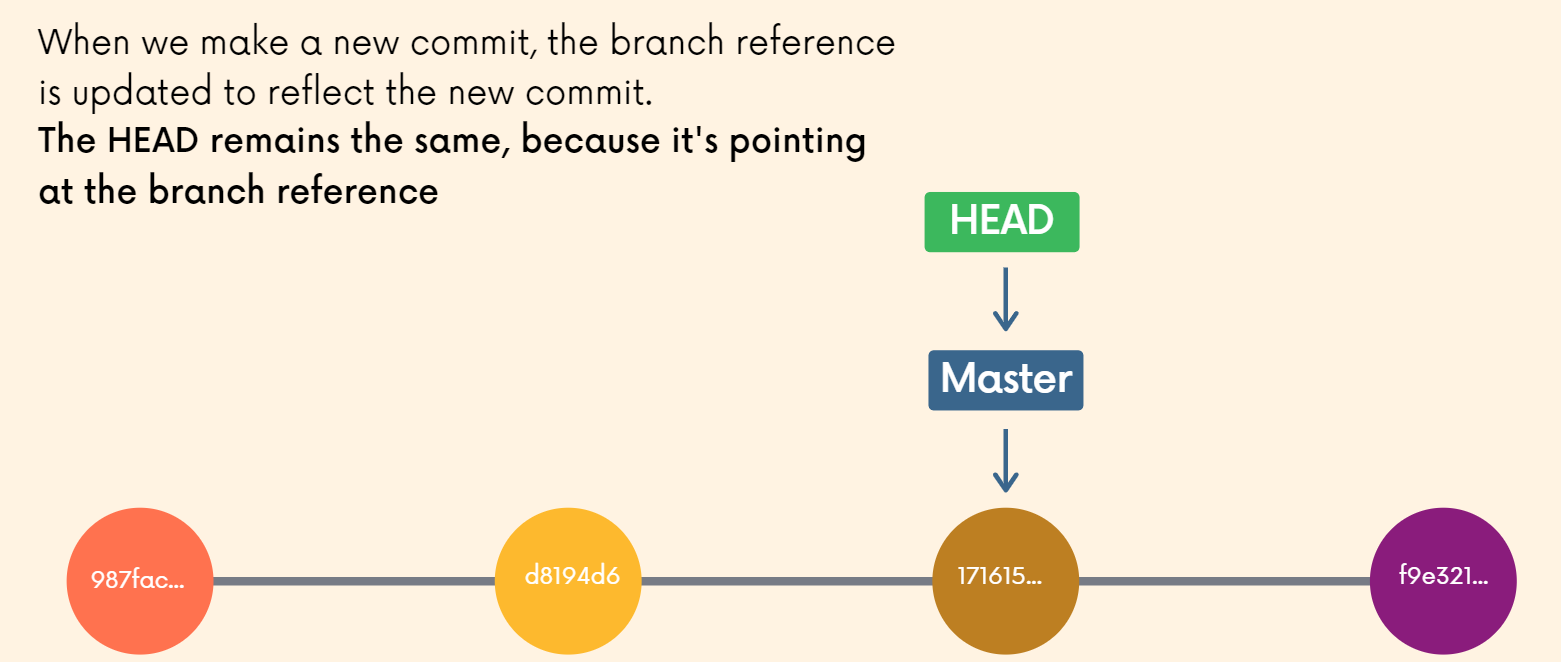 When we make a new commit, the branch reference
is updated to reflect the new commit.
The HEAD remains the same, because it's pointing
at the branch reference
HEAD
Master
987fac...
d8194d6
171615...
f9e321...